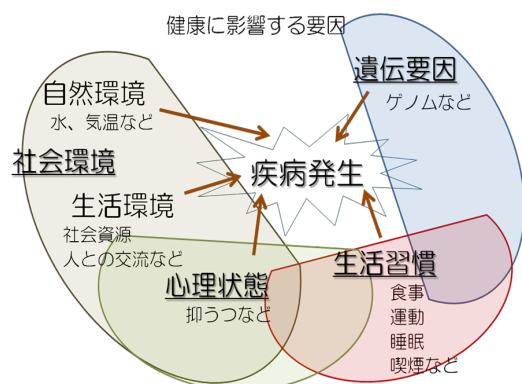 健康に影響する要因
遺伝要因
ゲノムなど
自然環境
水、気温など
社会環境
疾病発生
生活環境
社会資源
人との交流など
心理状態
抑うつなど
生活習慣
食事
運動
睡眠
喫煙など